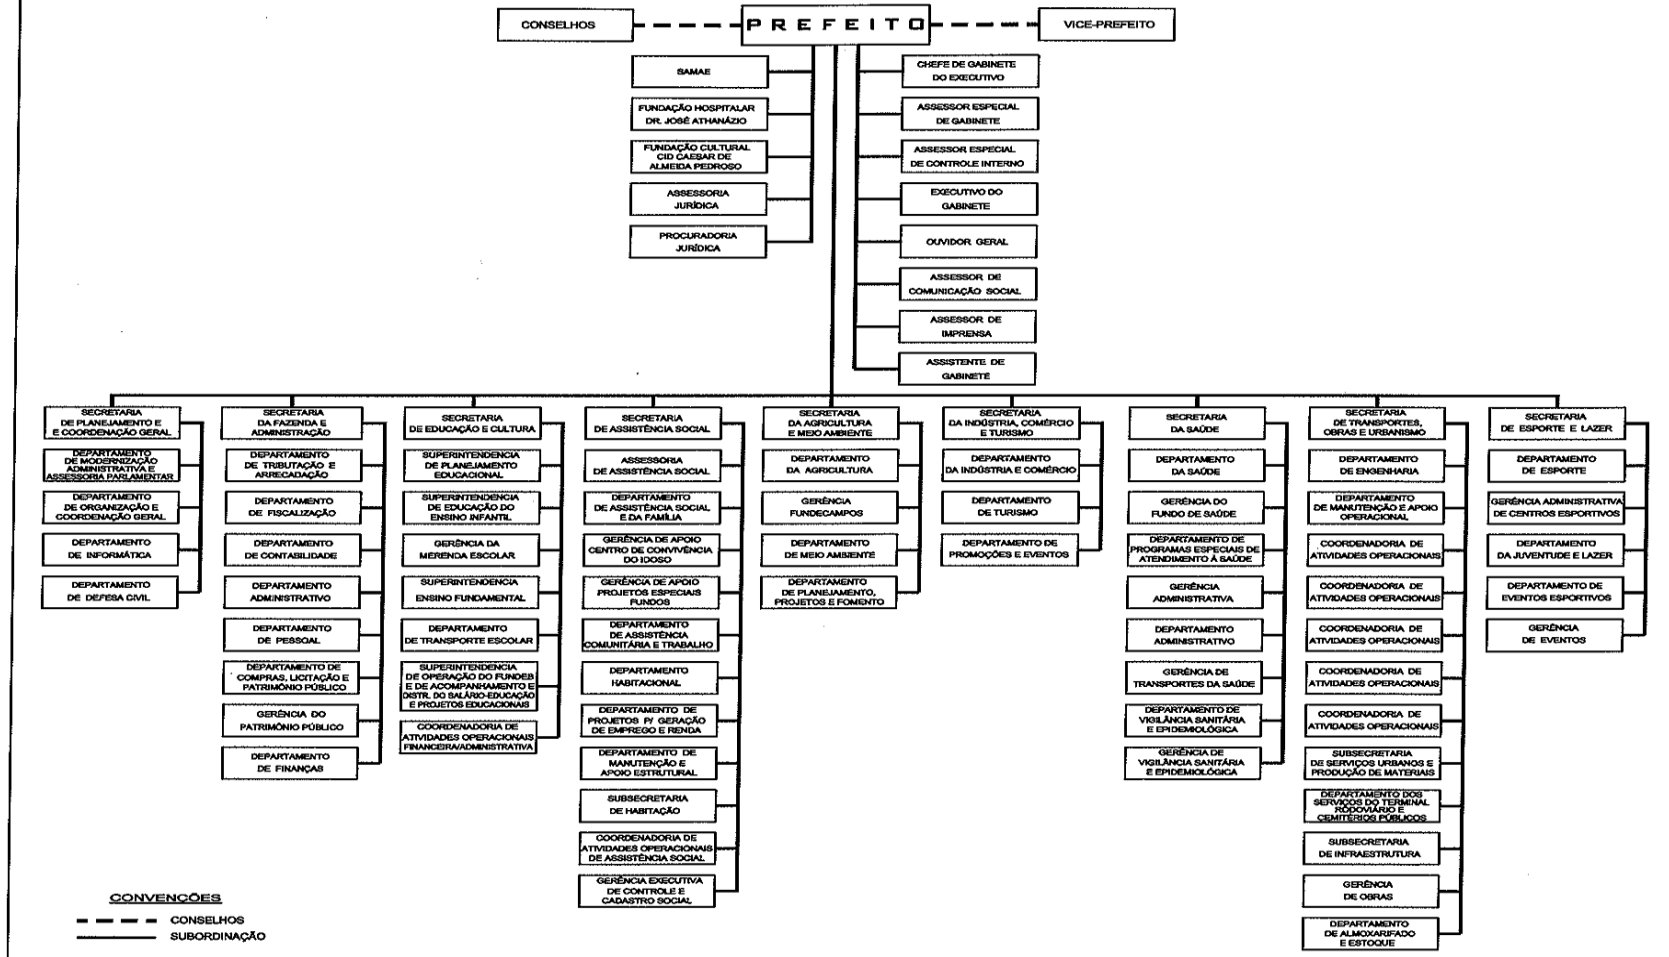 CONSELHOS
PREFEITO
VICE-PREFEITO
SAMAE
FUNDAÇÃO HOSPITALAR
DR. JOSÉ ATHANÁZIO
FUNDAÇÃO CULTURAL
CID CAESAR DE
ALMEIDA PEDROSO
ASSESSORIA
JURÍDICA
PROCURADORIA
JURÍDICA
CHEFE DE GABINETE
DO EXECUTIVO
ASSESSOR ESPECIAL
DE GABINETE
ASSESSOR ESPECIAL
DE CONTROLE INTERNO
EXECUTIVO DO
GABINETE
OUVIDOR GERAL
ASSESSOR DE
COMUNICAÇÃO SOCIAL
ASSESSOR DE
IMPRENSA
ASSISTENTE DE
GABINETE
SECRETARIA
DE PLANEJAMENTO E
E COORDENAÇÃO GERAL
DEPARTAMENTO
DE MODERNIZAÇÃO
ADMINISTRATIVA E
ASSESSORIA PARLAMENTAR
DEPARTAMENTO
DE ORGANIZAÇÃO E
COORDENAÇÃO GERAL
DEPARTAMENTO
DE INFORMÁTICA
DEPARTAMENTO
DE DEFESA CIVIL
SECRETARIA
DA FAZENDA E
ADMINISTRAÇÃO
DEPARTAMENTO
DE TRIBUTAÇÃO E
ARRECADAÇÃO
DEPARTAMENTO
DE FISCALIZAÇÃO
DEPARTAMENTO
DE CONTABILIDADE
DEPARTAMENTO
ADMINISTRATIVO
DEPARTAMENTO
DE PESSOAL
DEPARTAMENTO DE
COMPRAS, LICITAÇÃO E
PATRIMÔNIO PÚBLICO
GERÊNCIA DO
PATRIMÔNIO PÚBLICO
DEPARTAMENTO
DE FINANÇAS
SECRETARIA
DE EDUCAÇÃO E CULTURA
SUPERINTENDENCIA
DE PLANEJAMENTO
EDUCACIONAL
SUPERINTENDENCIA
DE EDUCAÇÃO DO
ENSINO INFANTIL
GERÊNCIA DA
MERENDA ESCOLAR
SUPERINTENDENCIA
ENSINO FUNDAMENTAL
DEPARTAMENTO
DE TRANSPORTE ESCOLAR
SUPERINTENDENCIA
DE OPERAÇÃO DO FUNDEB
E DE ACOMPANHAMENTO E
DISTR. DO SALÁRIO-EDUCAÇÃO
E PROJETOS EDUCACIONAIS
COORDENADORIA DE
ATIVIDADES OPERACIONAIS
FINANCEIRA/ADMINISTRATIVA
SECRETARIA
DE ASSISTÊNCIA SOCIAL
ASSESSORIA
DE ASSISTÊNCIA SOCIAL
DEPARTAMENTO
DE ASSISTÊNCIA SOCIAL
E DA FAMÍLIA
GERÊNCIA DE APOIO
CENTRO DE CONVIVÊNCIA
DO IDOSO
GERÊNCIA DE APOIO
PROJETOS ESPECIAIS
FUNDOS
DEPARTAMENTO
DE ASSISTÊNCIA
COMUNITÁRIA E TRABALHO
DEPARTAMENTO
HABITACIONAL
DEPARTAMENTO DE
PROJETOS P/ GERAÇÃO
DE EMPREGO E RENDA
DEPARTAMENTO DE
MANUTENÇÃO E
APOIO ESTRUTURAL
SUBSECRETARIA
DE HABITAÇÃO
COORDENADORIA DE
ATIVIDADES OPERACIONAIS
DE ASSISTÊNCIA SOCIAL
GERÊNCIA EXECUTIVA
DE CONTROLE E
CADASTRO SOCIAL
SECRETARIA
DA AGRICULTURA
E MEIO AMBIENTE
DEPARTAMENTO
DA AGRICULTURA
GERÊNCIA
FUNDECAMPOS
DEPARTAMENTO
DE MEIO AMBIENTE
DEPARTAMENTO
DE PLANEJAMENTO,
PROJETOS E FOMENTO
SECRETARIA
DA INDÚSTRIA, COMÉRCIO
E TURISMO
DEPARTAMENTO
DA INDÚSTRIA E COMÉRCIO
DEPARTAMENTO
DE TURISMO
DEPARTAMENTO DE
PROMOÇÕES E EVENTOS
SECRETARIA
DA SAÚDE
DEPARTAMENTO
DA SAÚDE
GERÊNCIA DO
FUNDO DE SAÚDE
DEPARTAMENTO DE
PROGRAMAS ESPECIAIS DE
ATENDIMENTO À SAÚDE
GERÊNCIA
ADMINISTRATIVA
DEPARTAMENTO
ADMINISTRATIVO
GERÊNCIA DE
TRANSPORTES DA SAÚDE
DEPARTAMENTO DE
VIGILÂNCIA SANITÁRIA
E EPIDEMIOLÓGICA
GERÊNCIA DE
VIGILÂNCIA SANITÁRIA
E EPIDEMIOLÓGICA
SECRETARIA
DE TRANSPORTES,
OBRAS E URBANISMO
DEPARTAMENTO
DE ENGENHARIA
DEPARTAMENTO
DE MANUTENÇÃO E APOIO
OPERACIONAL
COORDENADORIA DE
ATIVIDADES OPERACIONAIS
COORDENADORIA DE
ATIVIDADES OPERACIONAIS
COORDENADORIA DE
ATIVIDADES OPERACIONAIS
COORDENADORIA DE
ATIVIDADES OPERACIONAIS
COORDENADORIA DE
ATIVIDADES OPERACIONAIS
SUBSECRETARIA
DE SERVIÇOS URBANOS E
PRODUÇÃO DE MATERIAIS
DEPARTAMENTO DOS
SERVIÇOS DO TERMINAL
RODOVIÁRIO E
CEMITÉRIOS PÚBLICOS
SUBSECRETARIA
DE INFRAESTRUTURA
GERÊNCIA
DE OBRAS
DEPARTAMENTO
DE ALMOXARIFADO
E ESTOQUE
SECRETARIA
DE ESPORTE E LAZER
DEPARTAMENTO
DE ESPORTE
GERÊNCIA ADMINISTRATIVA
DE CENTROS ESPORTIVOS
DEPARTAMENTO
DA JUVENTUDE E LAZER
DEPARTAMENTO DE
EVENTOS ESPORTIVOS
GERÊNCIA
DE EVENTOS
CONVENÇÕES
CONSELHOS
SUBORDINAÇÃO